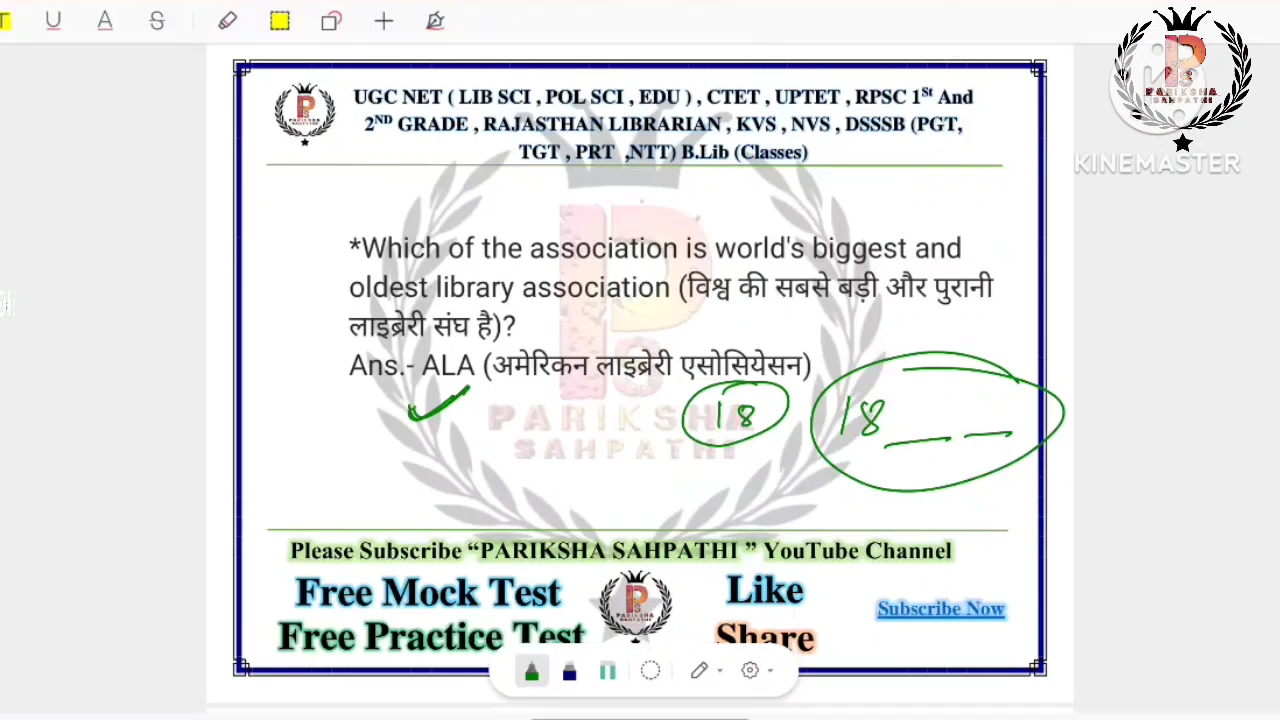 T U A S
PARIKSHA
SAHPATHI
KINEMASTER
UGC NET ( LIB SCI , POL SCI , EDU ) , CTET , UPTET , RPSC 1St And
2ND GRADE , RAJASTHAN LIBRARIAN , KVS , NVS , DSSSB (PGT,
TGT , PRT ,NTT) B.Lib (Classes)
*Which of the association is world's biggest and
oldest library association (विश्व की सबसे बड़ी और पुरानी
लाइब्रेरी संघ है)?
Ans.- ALA (अमेरिकन लाइब्रेरी एसोसियेसन)
18 18
PARIKSHA
SAHPATHI
Please Subscribe “PARIKSHA SAHPATHI ” YouTube Channel
Free Mock Test Like
Free Practice Test Share
Subscribe Now